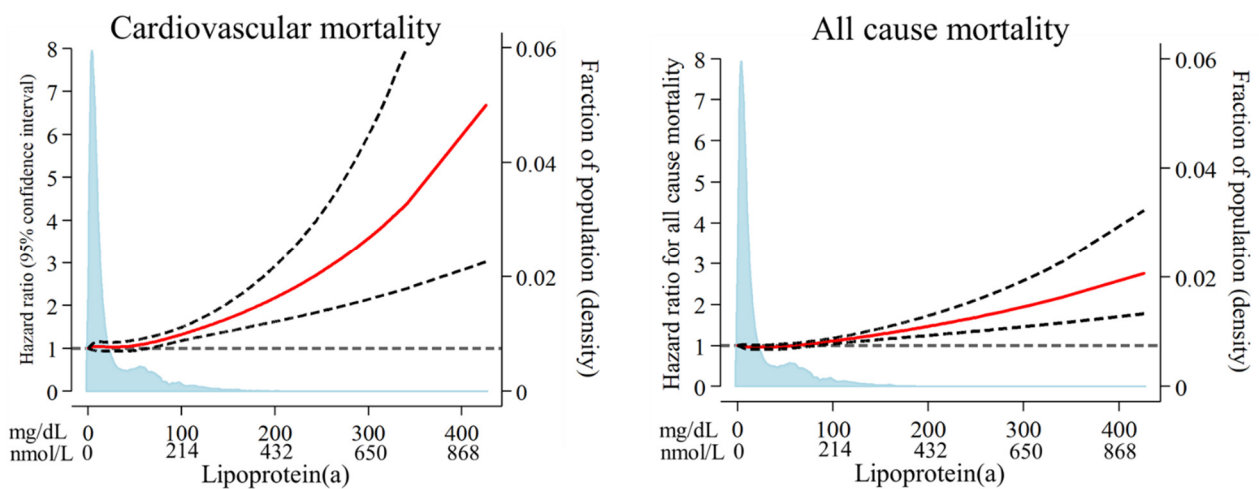 Cardiovascular mortality
Hazard ratio (95% confidence interval)
8
7
6
5
4
3
2
1
0
0.06
0.04
0.02
0
Farction of population (density)
mg/dL 0 100 200 300 400
nmol/L 0 214 432 650 868
Lipoprotein(a)
All cause mortality
Hazard ratio for all cause mortality
8
7
6
5
4
3
2
1
0
0.06
0.04
0.02
0
Fraction of population (density)
mg/dL 0 100 200 300 400
nmol/L 0 214 432 650 868
Lipoprotein(a)